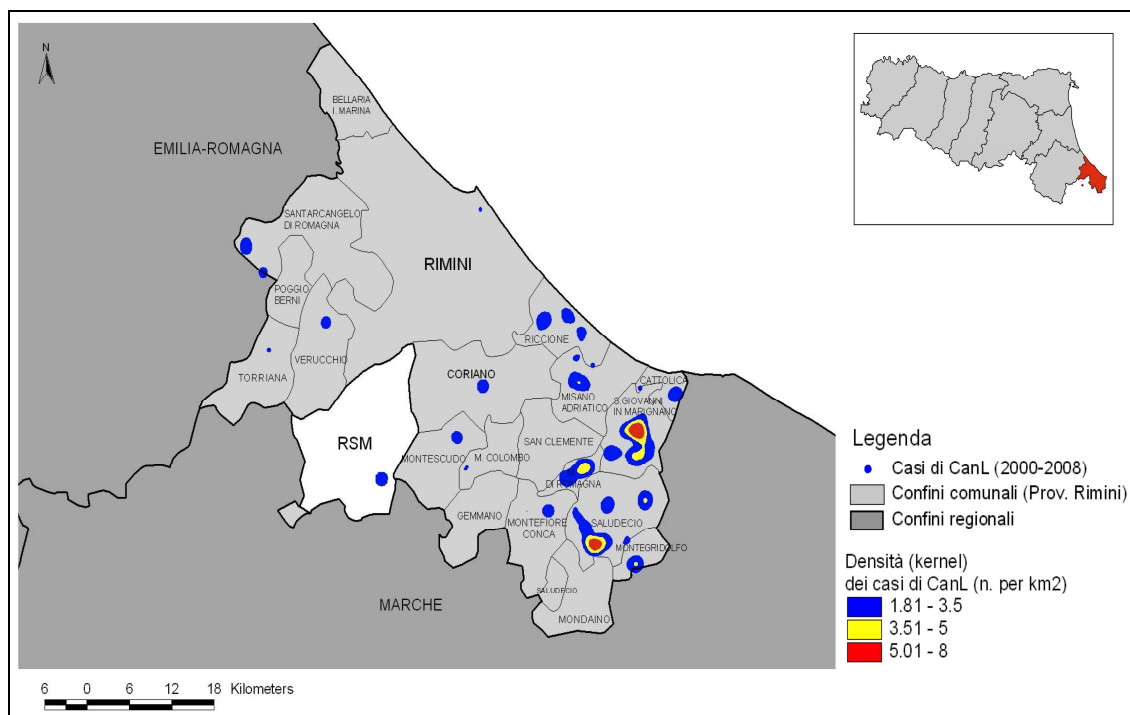 N
BELLARIA
I. MARINA
EMILIA-ROMAGNA
SANTARCANGELO
DI ROMAGNA
RIMINI
POGGIO
BERNI
RICCIONE
VERUCCHIO
TORRIANA
CORIANO
CATTOLICA
MISANO
ADRIATICO
S.GIOVANNI
IN MARIGNANO
RSM
SAN CLEMENTE
MONTESCUDO
M. COLOMBO
DI ROMAGNA
GEMMANO
MONTEFIORE
CONCA
SALUDECIO
MONTEGRIDOLFO
SALUDECIO
MARCHE
MONDAINO
6 0 6 12 18 Kilometers
Legenda
Casi di CanL (2000-2008)
Confini comunali (Prov. Rimini)
Confini regionali
Densità (kernel)
dei casi di CanL (n. per km2)
1.81 - 3.5
3.51 - 5
5.01 - 8